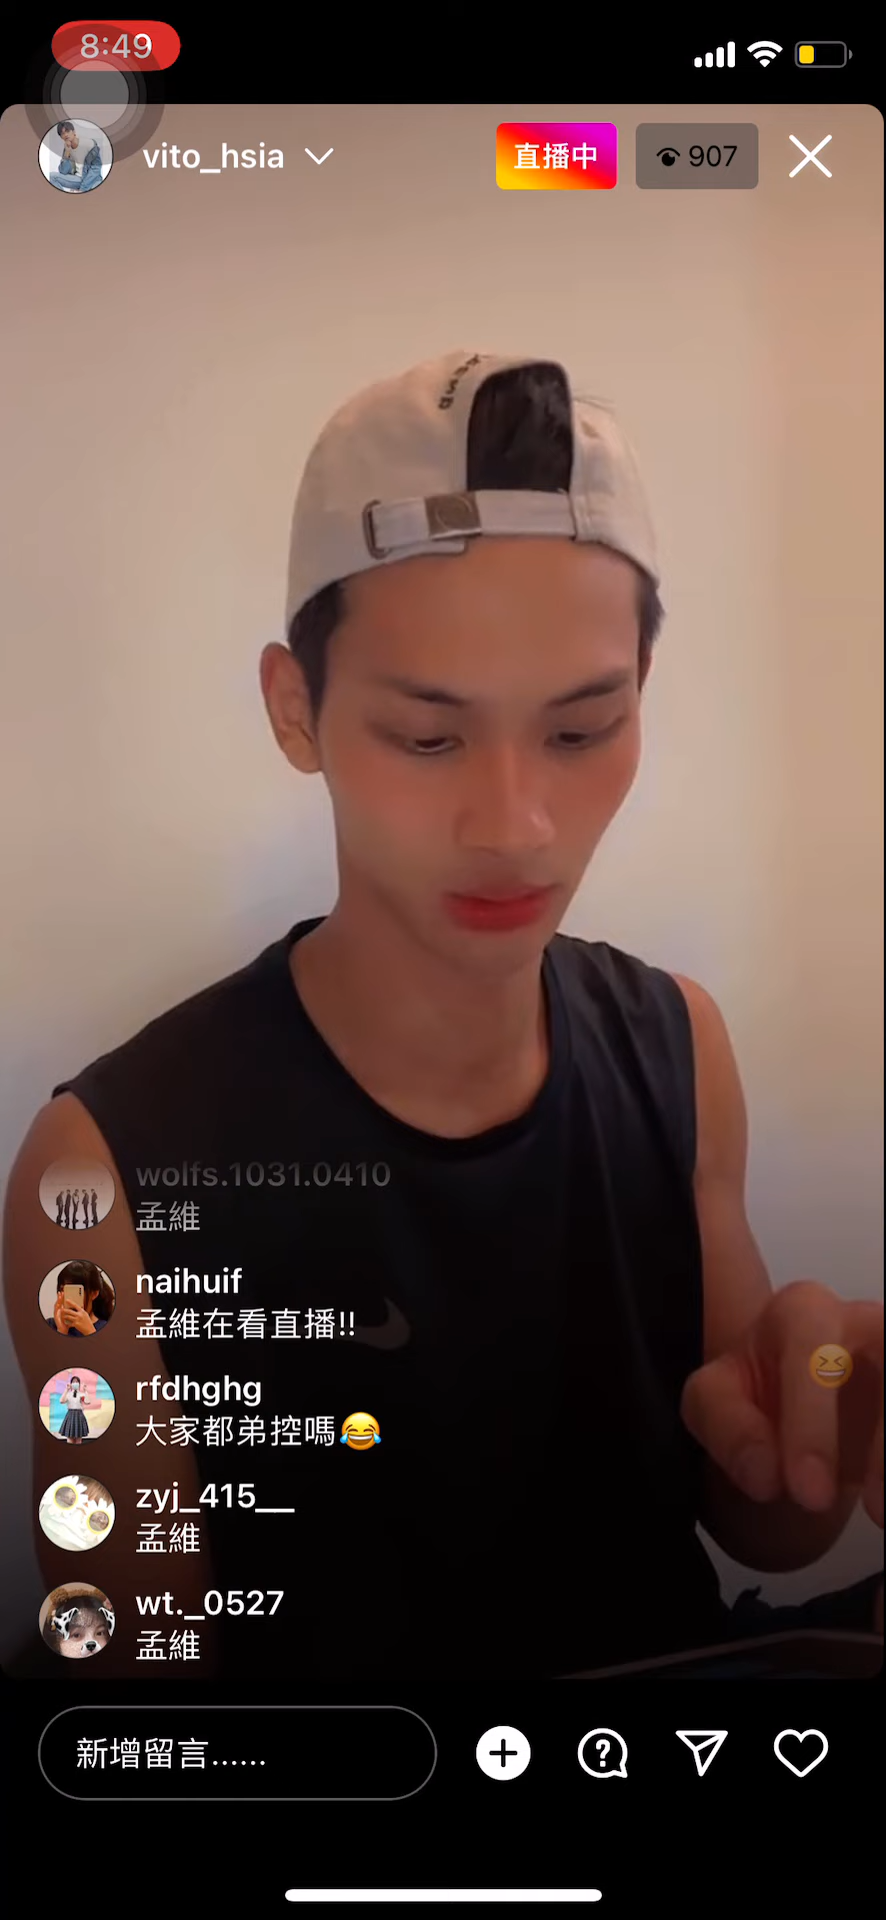 8:49
vito_hsia
直播中
907
wolfs.1031.0410
孟維
naihuif
孟維在看直播!!
rfdhghg
大家都弟控嗎😂
zyj_415__
孟維
wt._0527
孟維
新增留言......